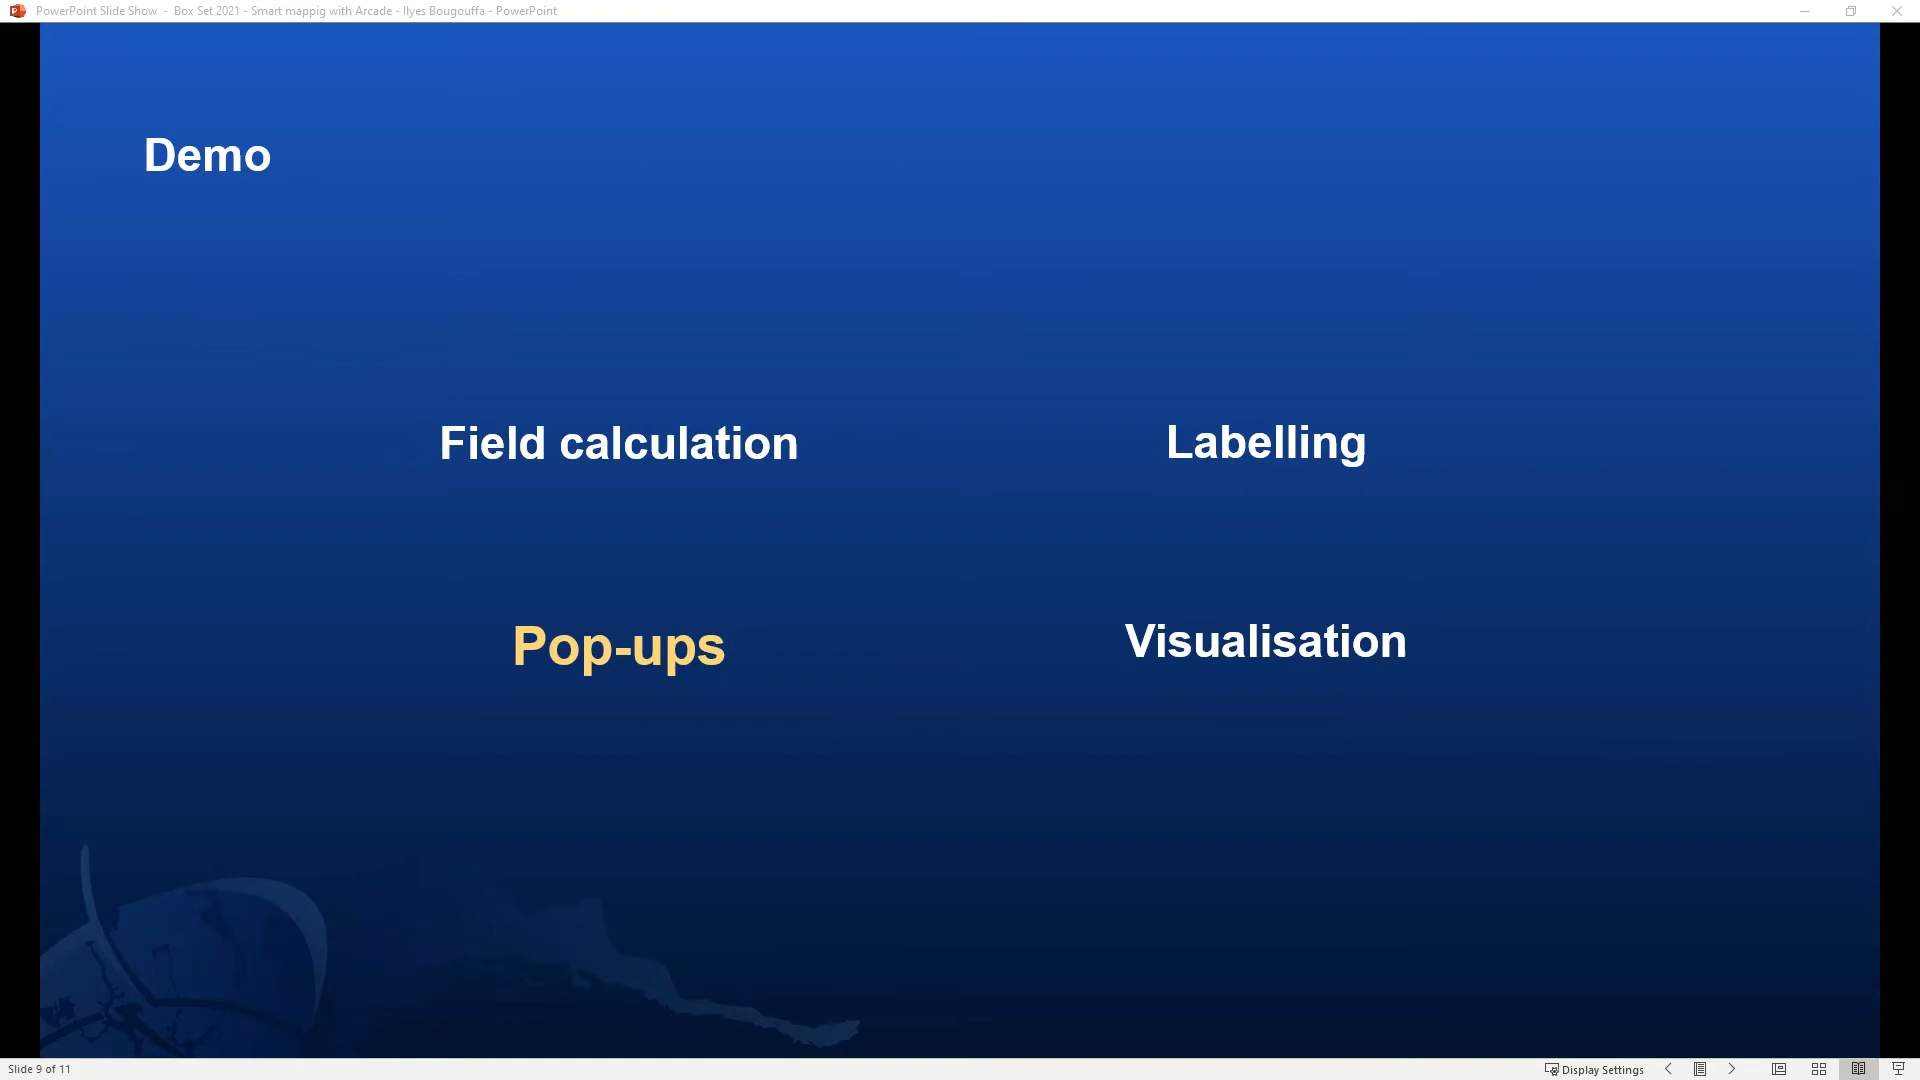 PowerPoint Slide Show - Box Set 2021 - Smart mappig with Arcade - Ilyes Bougouffa - PowerPoint
Demo
Field calculation
Labelling
Pop-ups
Visualisation
Slide 9 of 11
Display Settings